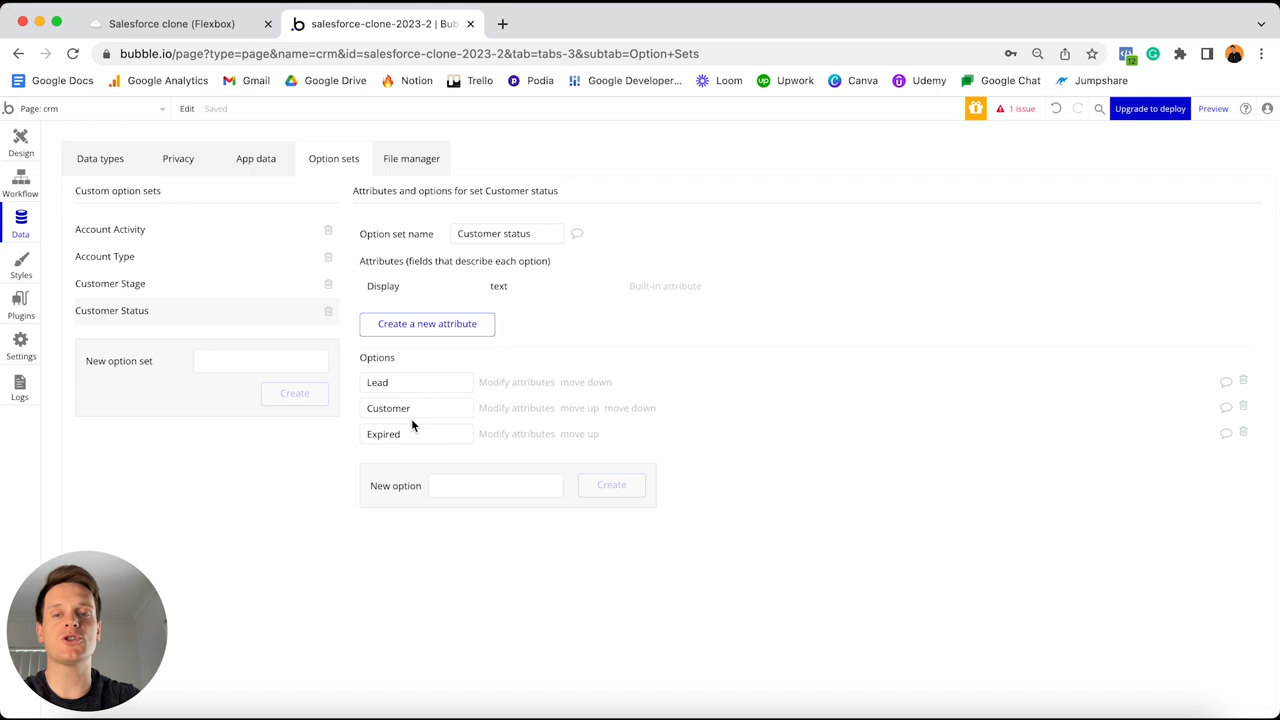 Salesforce clone (Flexbox)
salesforce-clone-2023-2 | Bub
bubble.io/page?type=page&name=crm&id=salesforce-clone-2023-2&tab=tabs-3&subtab=Option+Sets
12
Google Docs Google Analytics Gmail Google Drive Notion Trello Podia Google Developer... Loom Upwork Canva Udemy Google Chat Jumpshare
Page: crm Edit Saved 1 issue Upgrade to deploy Preview
Design
Workflow
Data
Styles
Plugins
Settings
Logs
Data types Privacy App data Option sets File manager
Custom option sets
Account Activity
Account Type
Customer Stage
Customer Status
New option set
Create
Attributes and options for set Customer status
Option set name Customer status
Attributes (fields that describe each option)
Display text Built-in attribute
Create a new attribute
Options
Lead Modify attributes move down
Customer Modify attributes move up move down
Expired Modify attributes move up
New option Create